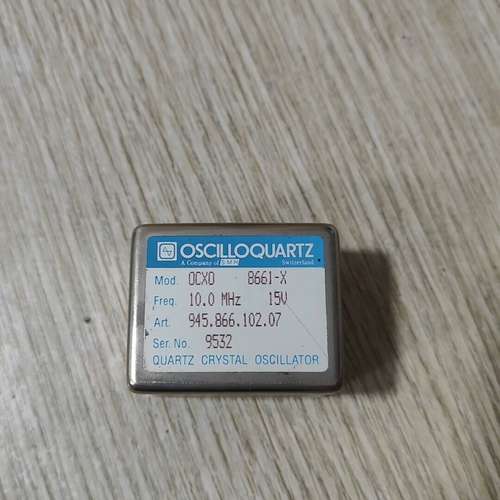 OSCILLOQUARTZ
A Company of SMH Switzerland
Mod. OCXO 8661-X
Freq. 10.0 MHz 15V
Art. 945.866.102.07
Ser. No. 9532
QUARTZ CRYSTAL OSCILLATOR